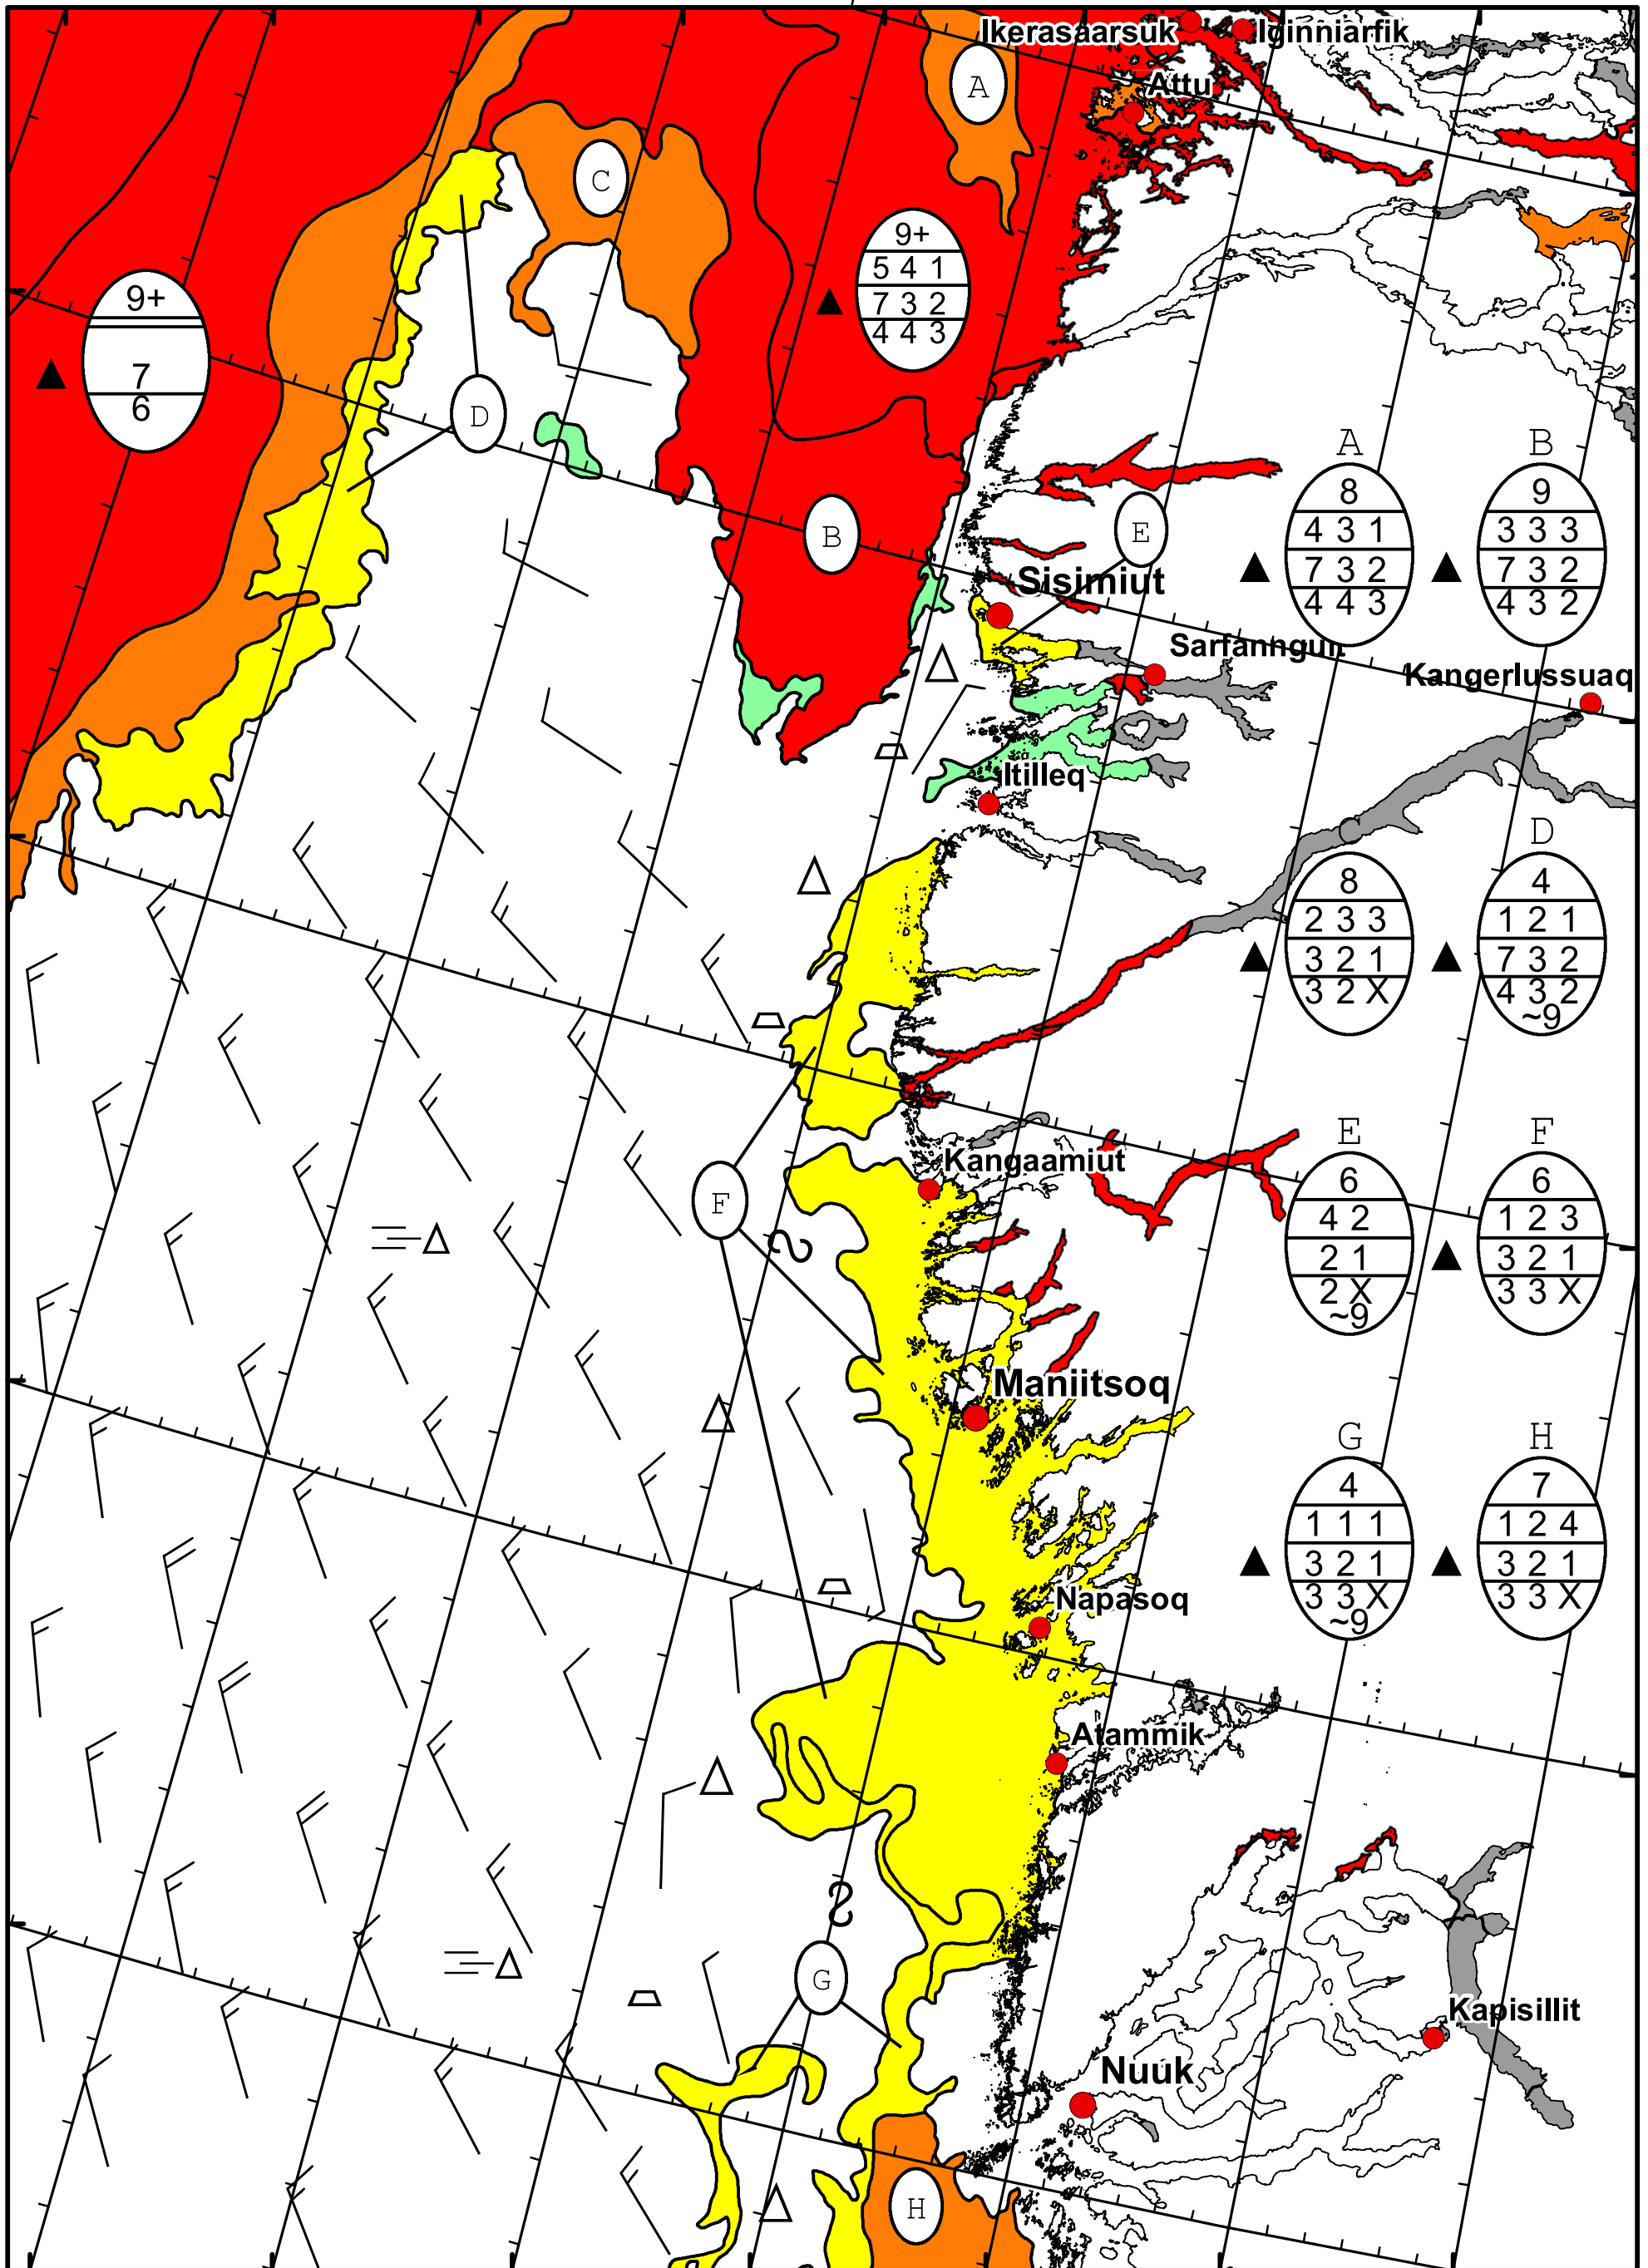 Ikerasaarsuk
Iginniarfik
Attu
A
C
9+
5 4 1
7 3 2
4 4 3
9+
7
6
D
B
E
Sisimiut
A
8
4 3 1
7 3 2
4 4 3
B
9
3 3 3
7 3 2
4 3 2
Sarfannguit
Kangerlussuaq
Itilleq
8
2 3 3
3 2 1
3 2 X
D
4
1 2 1
7 3 2
4 3 2
~9
Kangaamiut
F
E
6
4 2
2 1
2 X
~9
F
6
1 2 3
3 2 1
3 3 X
Maniitsoq
G
4
1 1 1
3 2 1
3 3 X
~9
H
7
1 2 4
3 2 1
3 3 X
Napasoq
Atammik
G
Kapisillit
Nuuk
H